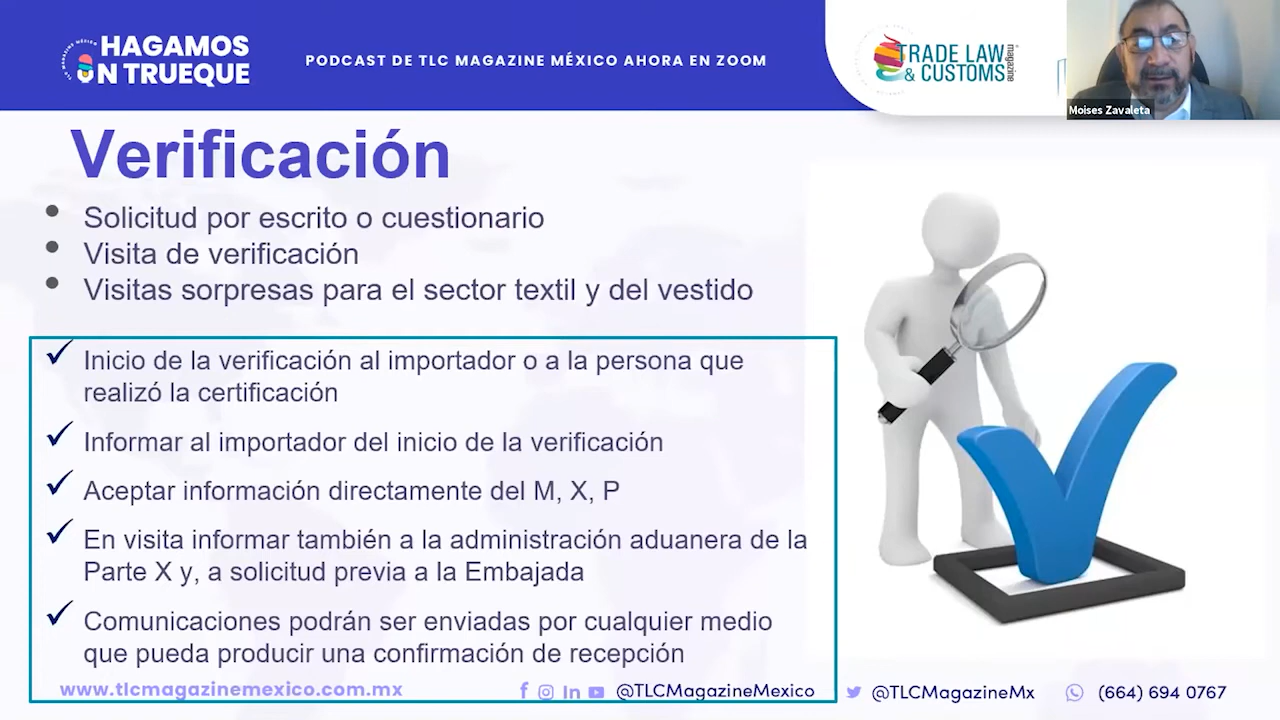 HAGAMOS
UN TRUEQUE
TLC MAGAZINE MÉXICO
PODCAST DE TLC MAGAZINE MÉXICO AHORA EN ZOOM
TRADE LAW
& CUSTOMS
magazine
Moises Zavaleta
Verificación
• Solicitud por escrito o cuestionario
• Visita de verificación
• Visitas sorpresas para el sector textil y del vestido
✓ Inicio de la verificación al importador o a la persona que
realizó la certificación
✓ Informar al importador del inicio de la verificación
✓ Aceptar información directamente del M, X, P
✓ En visita informar también a la administración aduanera de la
Parte X y, a solicitud previa a la Embajada
✓ Comunicaciones podrán ser enviadas por cualquier medio
que pueda producir una confirmación de recepción
www.tlcmagazinemexico.com.mx
@TLCMagazineMexico
@TLCMagazineMx
(664) 694 0767